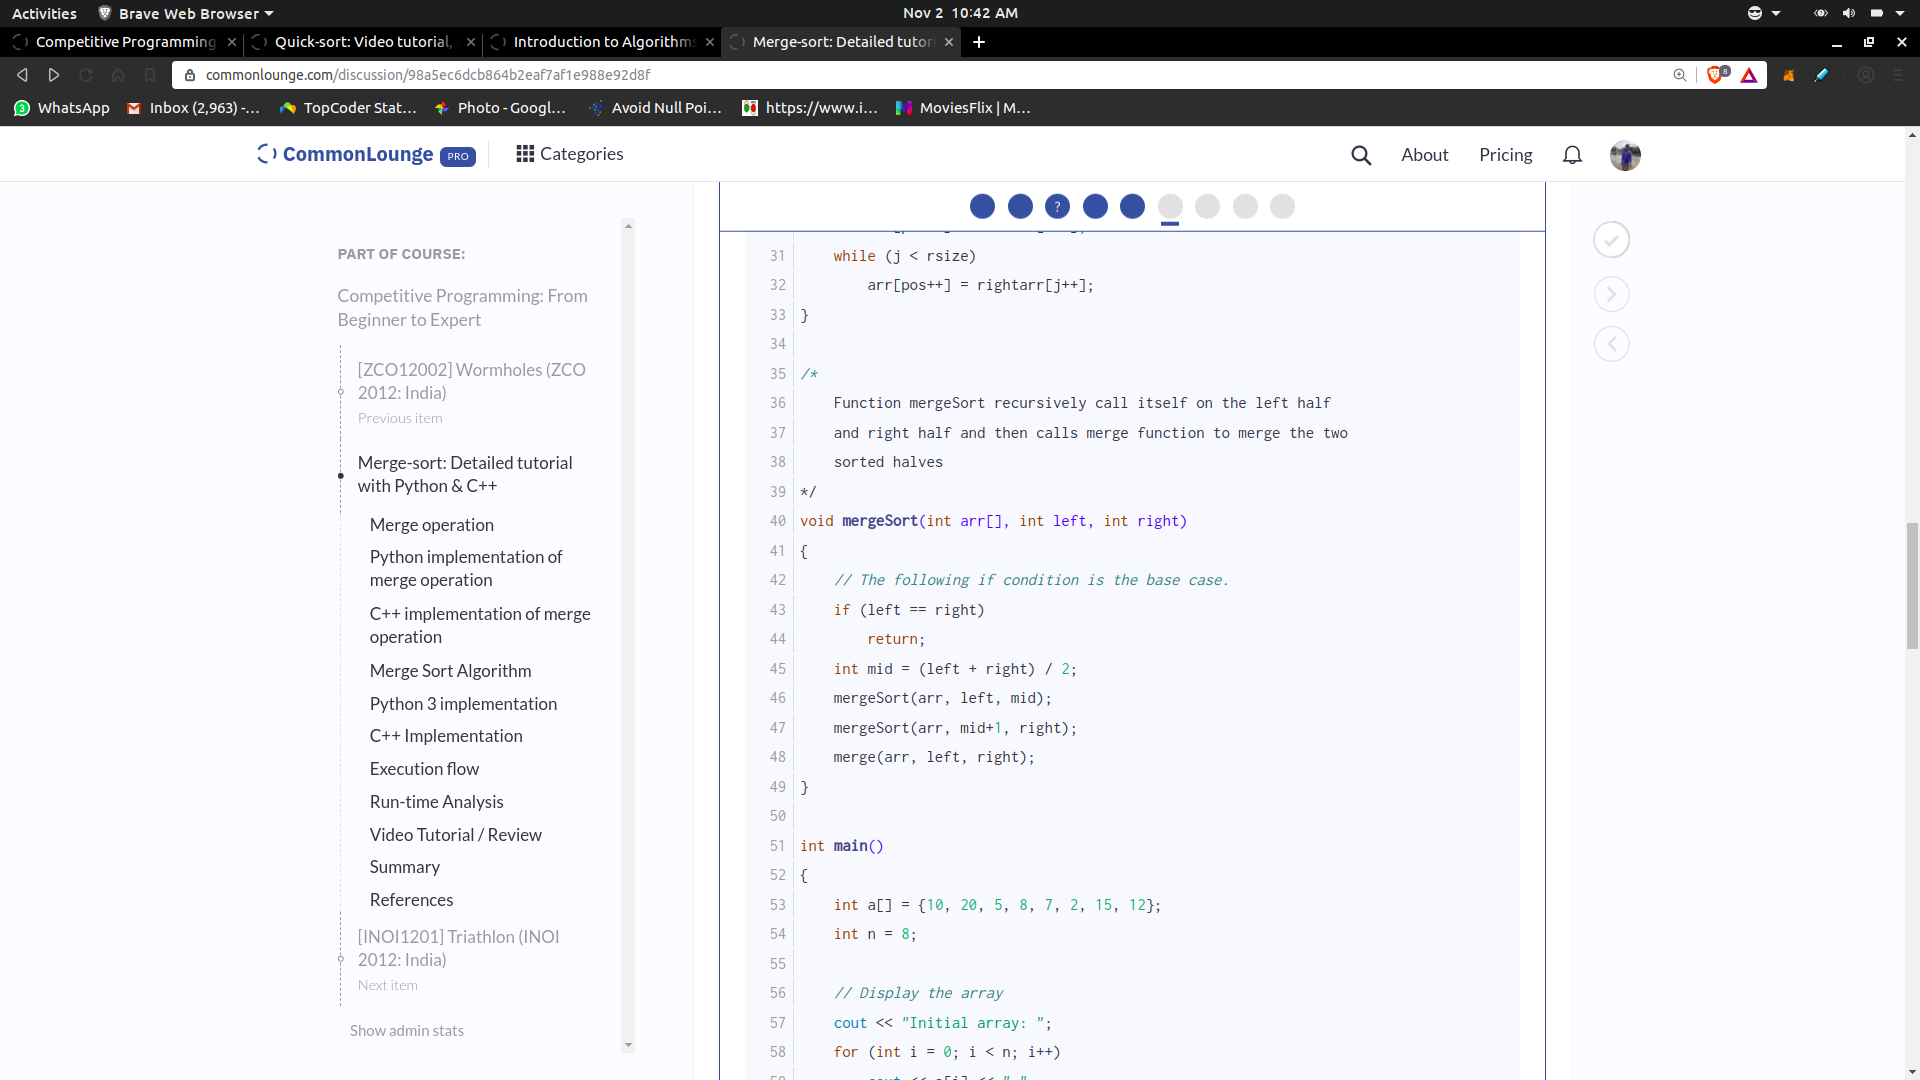 Activities
Brave Web Browser
Nov 2 10:42 AM
Competitive Programming
Quick-sort: Video tutorial,
Introduction to Algorithms
Merge-sort: Detailed tutori
commonlounge.com/discussion/98a5ec6dcb864b2eaf7af1e988e92d8f
8
WhatsApp
Inbox (2,963) -...
TopCoder Stat...
Photo - Googl...
Avoid Null Poi...
https://www.i...
MoviesFlix | M...
CommonLounge PRO
Categories
About
Pricing
?
PART OF COURSE:
Competitive Programming: From
Beginner to Expert
[ZCO12002] Wormholes (ZCO
2012: India)
Previous item
Merge-sort: Detailed tutorial
with Python & C++
Merge operation
Python implementation of
merge operation
C++ implementation of merge
operation
Merge Sort Algorithm
Python 3 implementation
C++ Implementation
Execution flow
Run-time Analysis
Video Tutorial / Review
Summary
References
[INOI1201] Triathlon (INOI
2012: India)
Next item
Show admin stats
31 while (j < rsize)
32 arr[pos++] = rightarr[j++];
33 }
34
35 /*
36 Function mergeSort recursively call itself on the left half
37 and right half and then calls merge function to merge the two
38 sorted halves
39 */
40 void mergeSort(int arr[], int left, int right)
41 {
42 // The following if condition is the base case.
43 if (left == right)
44 return;
45 int mid = (left + right) / 2;
46 mergeSort(arr, left, mid);
47 mergeSort(arr, mid+1, right);
48 merge(arr, left, right);
49 }
50
51 int main()
52 {
53 int a[] = {10, 20, 5, 8, 7, 2, 15, 12};
54 int n = 8;
55
56 // Display the array
57 cout << "Initial array: ";
58 for (int i = 0; i < n; i++)